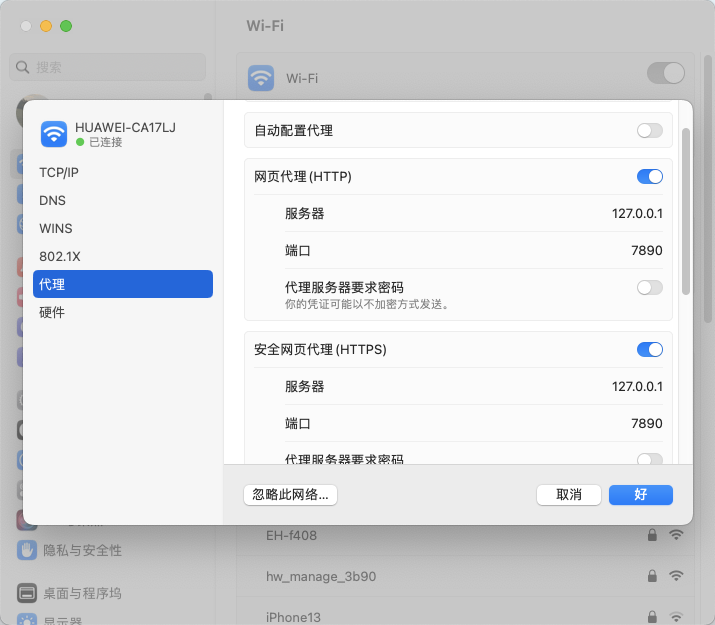 Wi-Fi
搜索
Wi-Fi
HUAWEI-CA17LJ
已连接
TCP/IP
DNS
WINS
802.1X
代理
硬件
自动配置代理
网页代理 (HTTP)
服务器 127.0.0.1
端口 7890
代理服务器要求密码
你的凭证可能以不加密方式发送。
安全网页代理 (HTTPS)
服务器 127.0.0.1
端口 7890
代理服务器要求密码
忽略此网络...
取消
好
隐私与安全性
桌面与程序坞
显示器
EH-f408
hw_manage_3b90
iPhone13